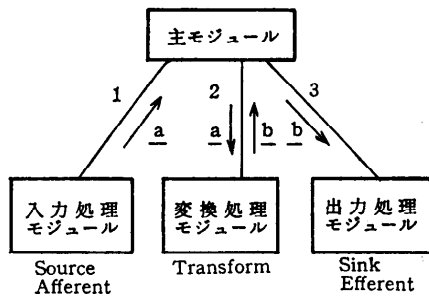 主モジュール
1 2 3
a a b b
入力処理 変換処理 出力処理
モジュール モジュール モジュール
Source Transform Sink
Afferent Efferent